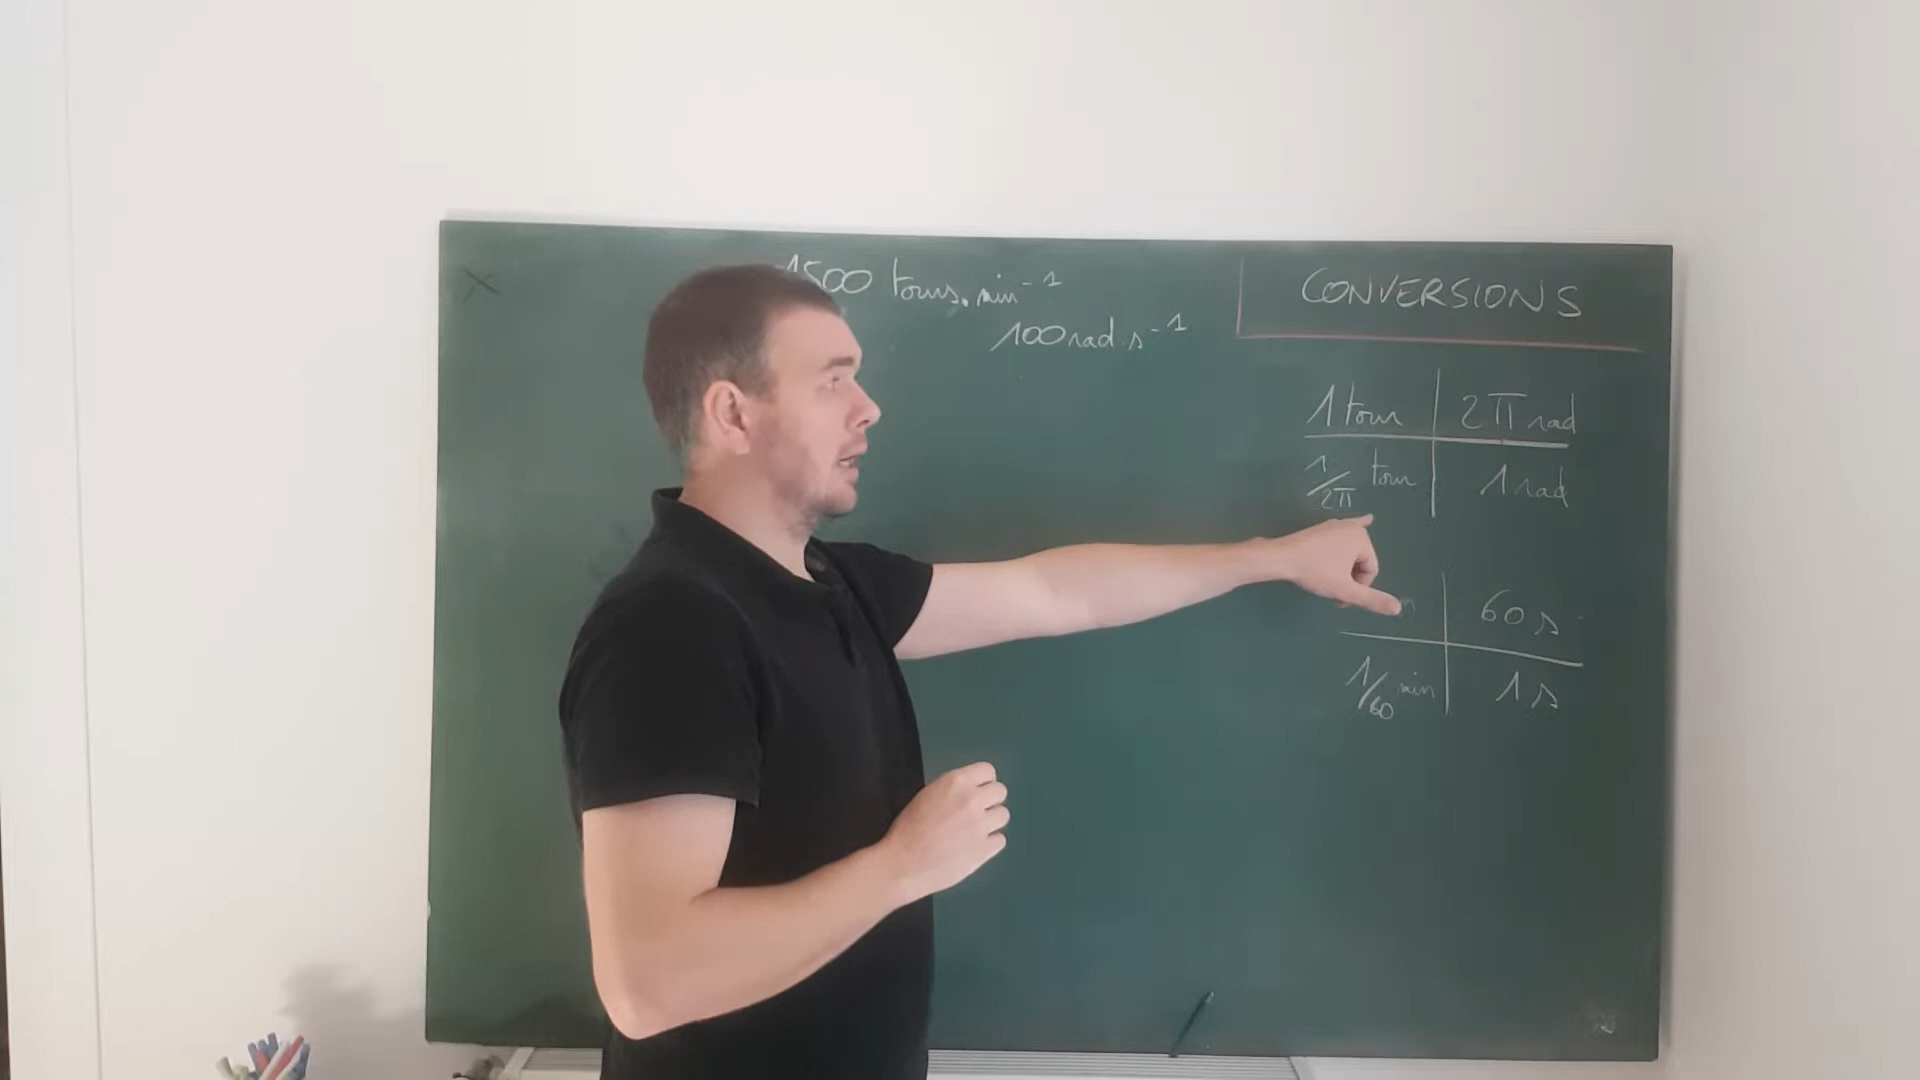 1500 tours.min⁻¹
100 rad.s⁻¹
CONVERSIONS
1 tour | 2π rad
1/2π tour | 1 rad
60 s
1/60 min | 1 s